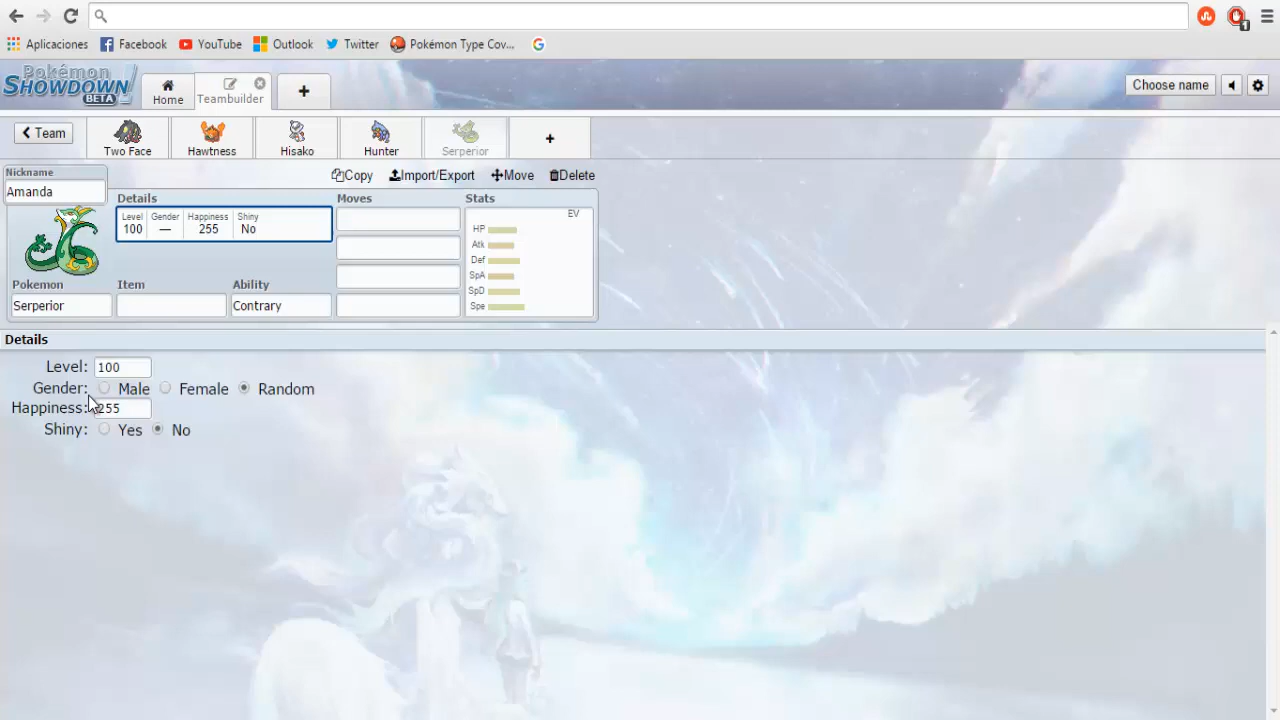 Aplicaciones Facebook YouTube Outlook Twitter Pokémon Type Cov...
Pokémon
SHOWDOWN!
BETA
Home
Teambuilder
+
Choose name
Team
Two Face
Hawtness
Hisako
Hunter
Serperior
+
Nickname
Amanda
Copy Import/Export Move Delete
Details
Level Gender Happiness Shiny
100 — 255 No
Moves
Stats
EV
HP
Atk
Def
SpA
SpD
Spe
Pokemon
Serperior
Item
Ability
Contrary
Details
Level: 100
Gender: Male Female Random
Happiness: 255
Shiny: Yes No